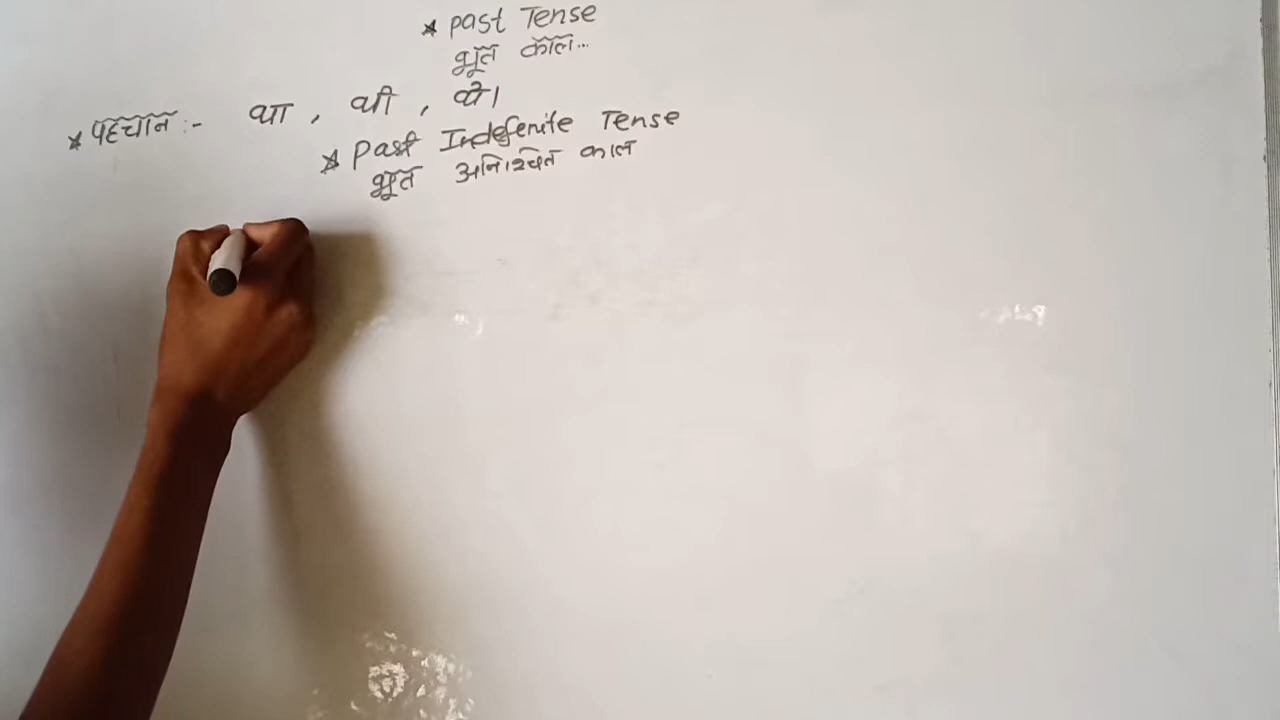 * Past Tense
भूत काल...
* पहचान :- था , थी , थे।
* Past Indefenite Tense
भूत अनिश्चित काल